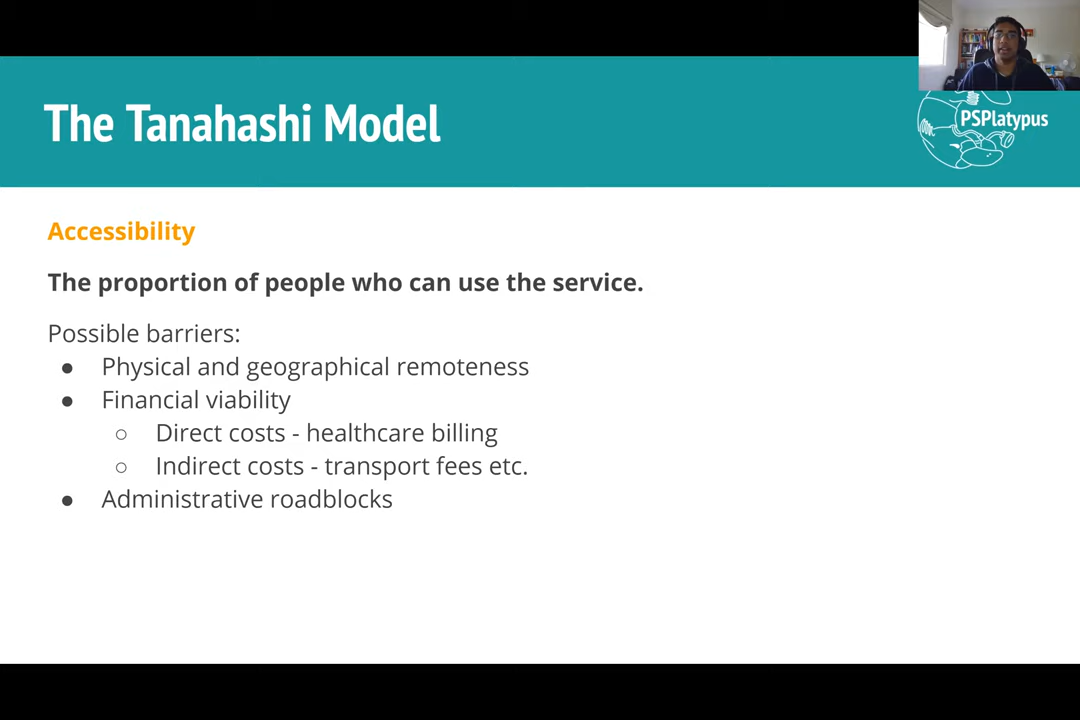 The Tanahashi Model
PSPlatypus
Accessibility
The proportion of people who can use the service.
Possible barriers:
● Physical and geographical remoteness
● Financial viability
○ Direct costs - healthcare billing
○ Indirect costs - transport fees etc.
● Administrative roadblocks